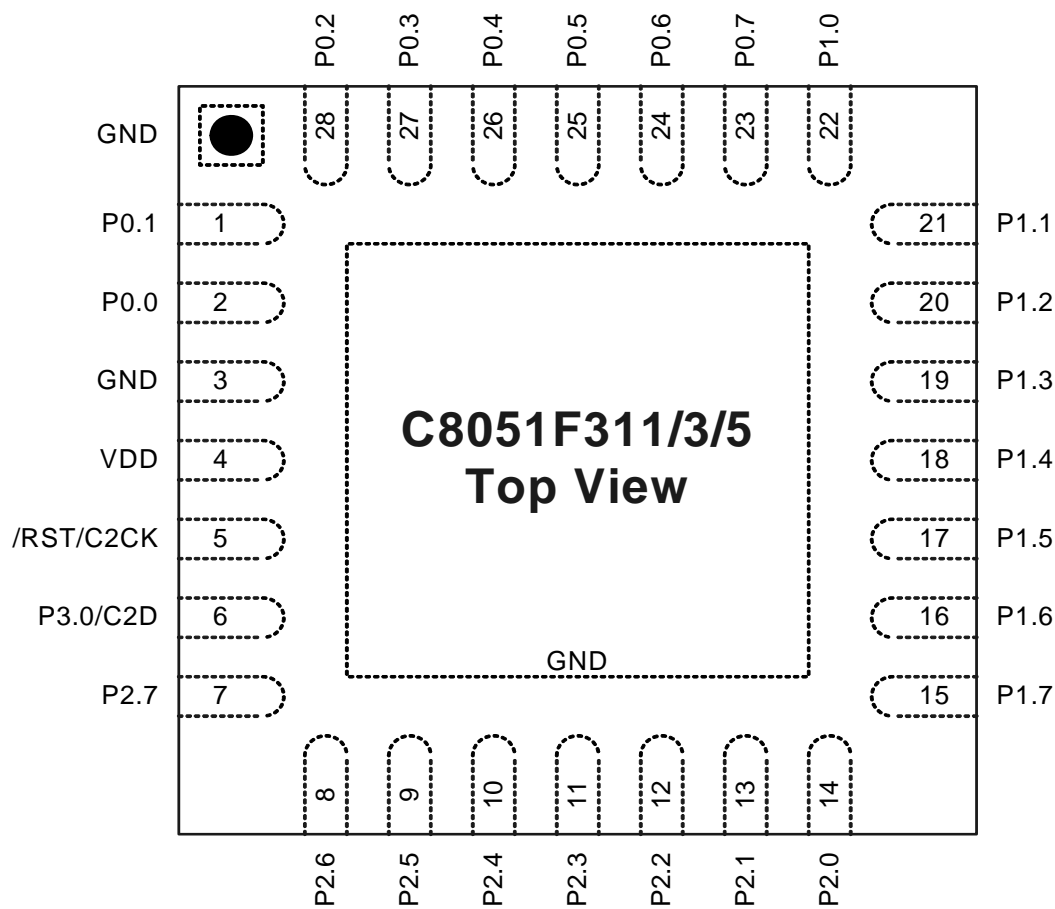 P0.2 P0.3 P0.4 P0.5 P0.6 P0.7 P1.0
28 27 26 25 24 23 22
GND
P0.1 1 21 P1.1
P0.0 2 20 P1.2
GND 3 19 P1.3
VDD 4 18 P1.4
/RST/C2CK 5 17 P1.5
P3.0/C2D 6 16 P1.6
P2.7 7 15 P1.7
C8051F311/3/5
Top View
GND
8 9 10 11 12 13 14
P2.6 P2.5 P2.4 P2.3 P2.2 P2.1 P2.0